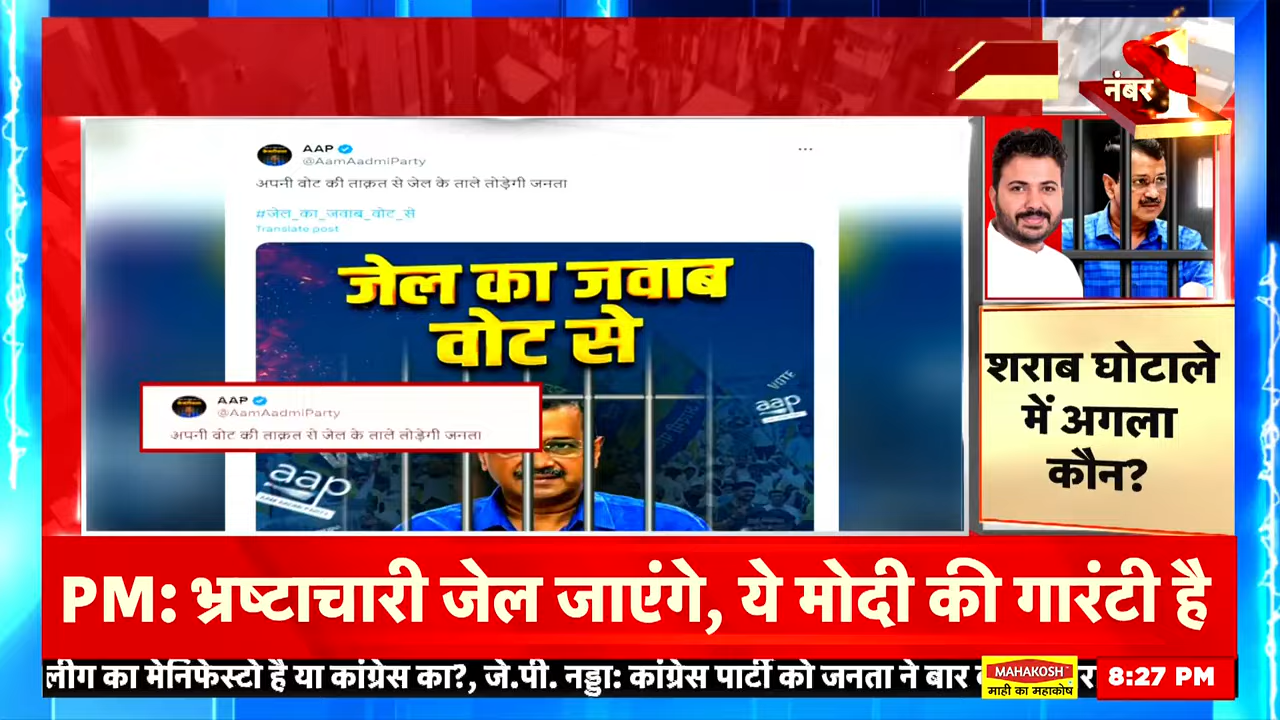 नंबर 1
AAP
@AamAadmiParty
अपनी वोट की ताक़त से जेल के ताले तोड़ेगी जनता
#जेल_का_जवाब_वोट_से
Translate post
जेल का जवाब
वोट से
VOTE
aap
AAP
@AamAadmiParty
अपनी वोट की ताक़त से जेल के ताले तोड़ेगी जनता
aap
शराब घोटाले
में अगला
कौन?
PM: भ्रष्टाचारी जेल जाएंगे, ये मोदी की गारंटी है
लीग का मेनिफेस्टो है या कांग्रेस का?, जे.पी. नड्डा: कांग्रेस पार्टी को जनता ने बार
MAHAKOSH
माही का महाकोष
8:27 PM